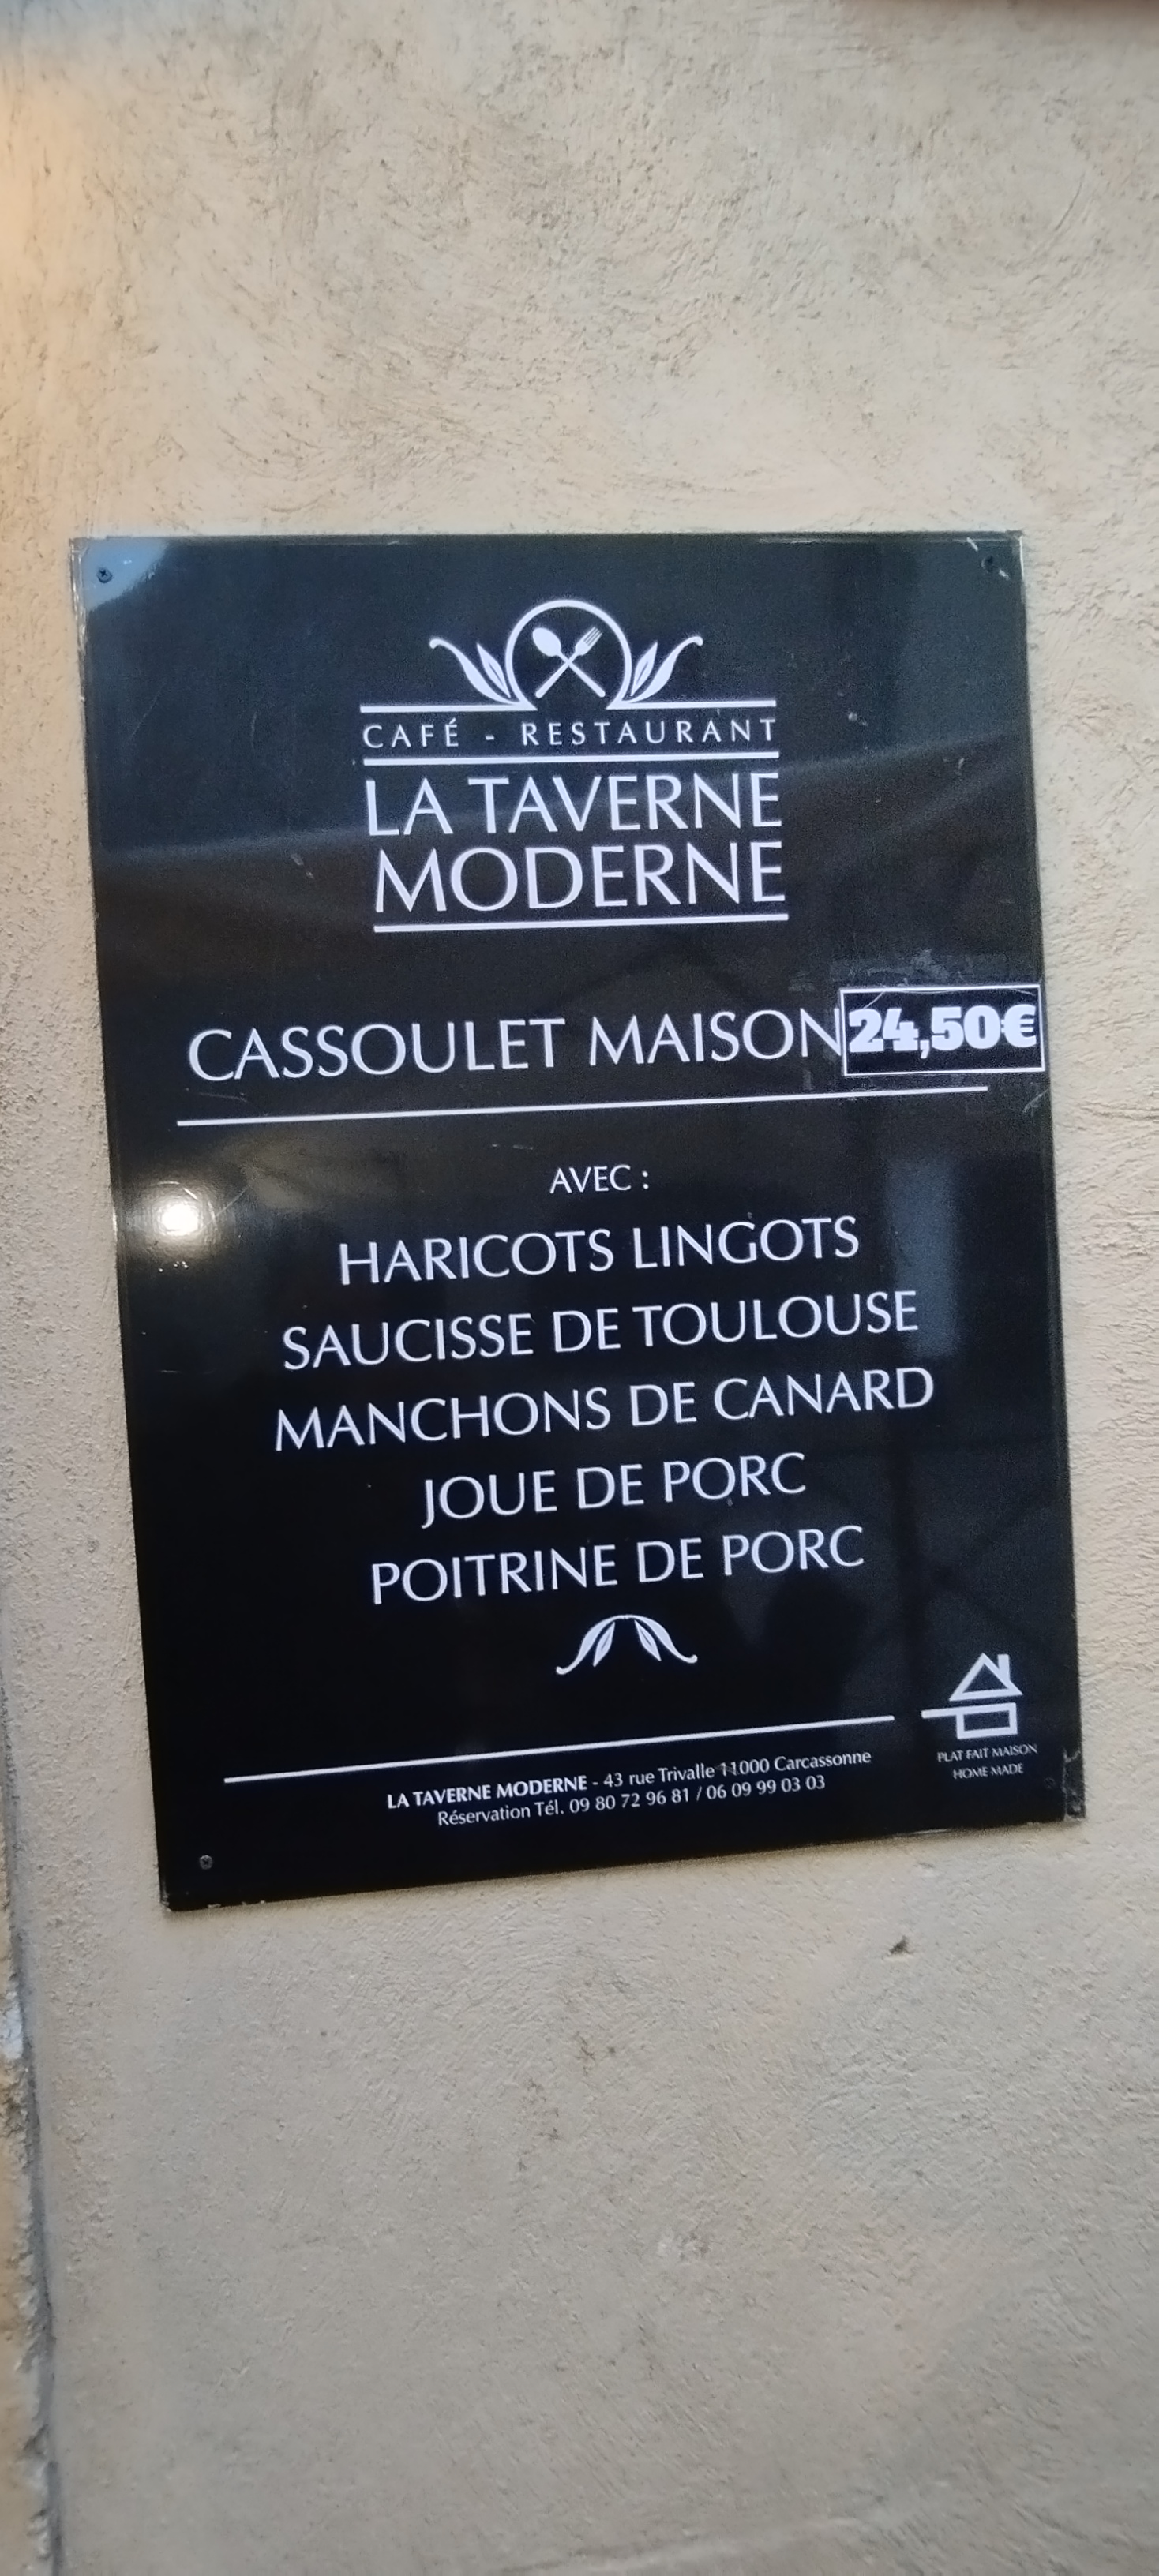 CAFÉ - RESTAURANT
LA TAVERNE
MODERNE
CASSOULET MAISON 24,50€
AVEC :
HARICOTS LINGOTS
SAUCISSE DE TOULOUSE
MANCHONS DE CANARD
JOUE DE PORC
POITRINE DE PORC
PLAT FAIT MAISON
HOME MADE
LA TAVERNE MODERNE - 43 rue Trivalle 11000 Carcassonne
Réservation Tél. 09 80 72 96 81 / 06 09 99 03 03